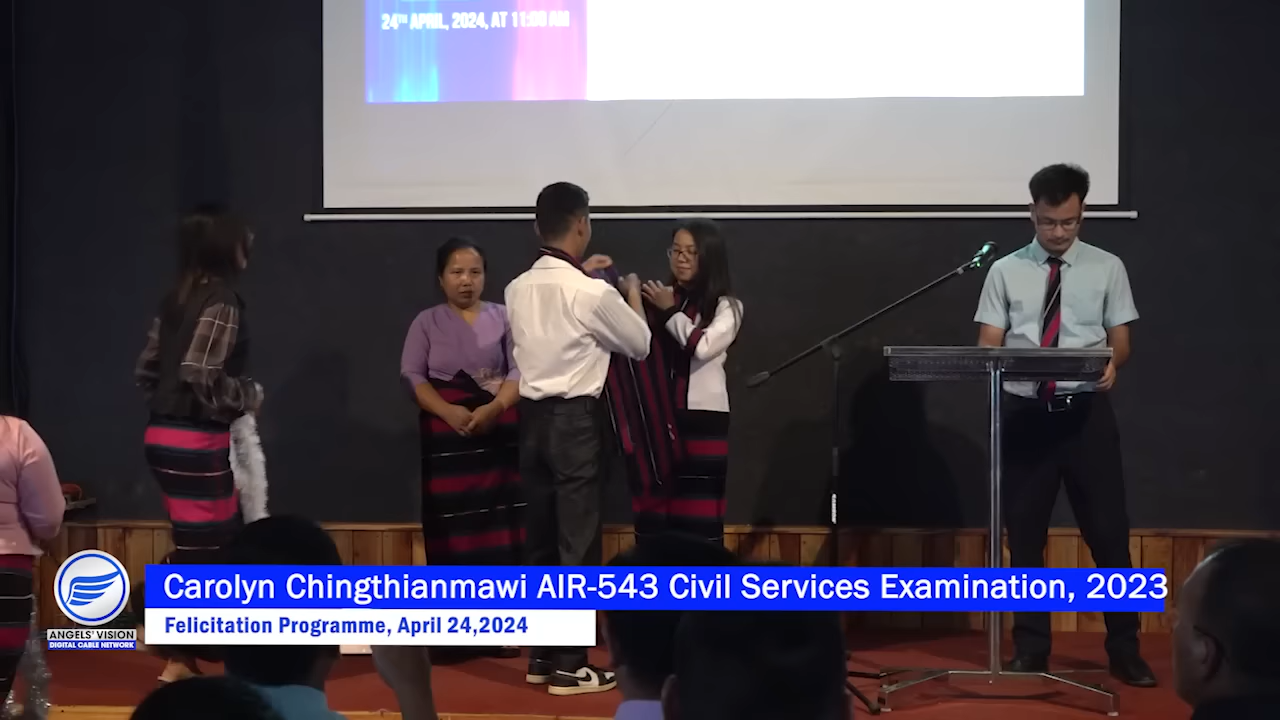 24TH APRIL, 2024, AT 11:00 AM
Carolyn Chingthianmawi AIR-543 Civil Services Examination, 2023
Felicitation Programme, April 24,2024
ANGELS' VISION
DIGITAL CABLE NETWORK